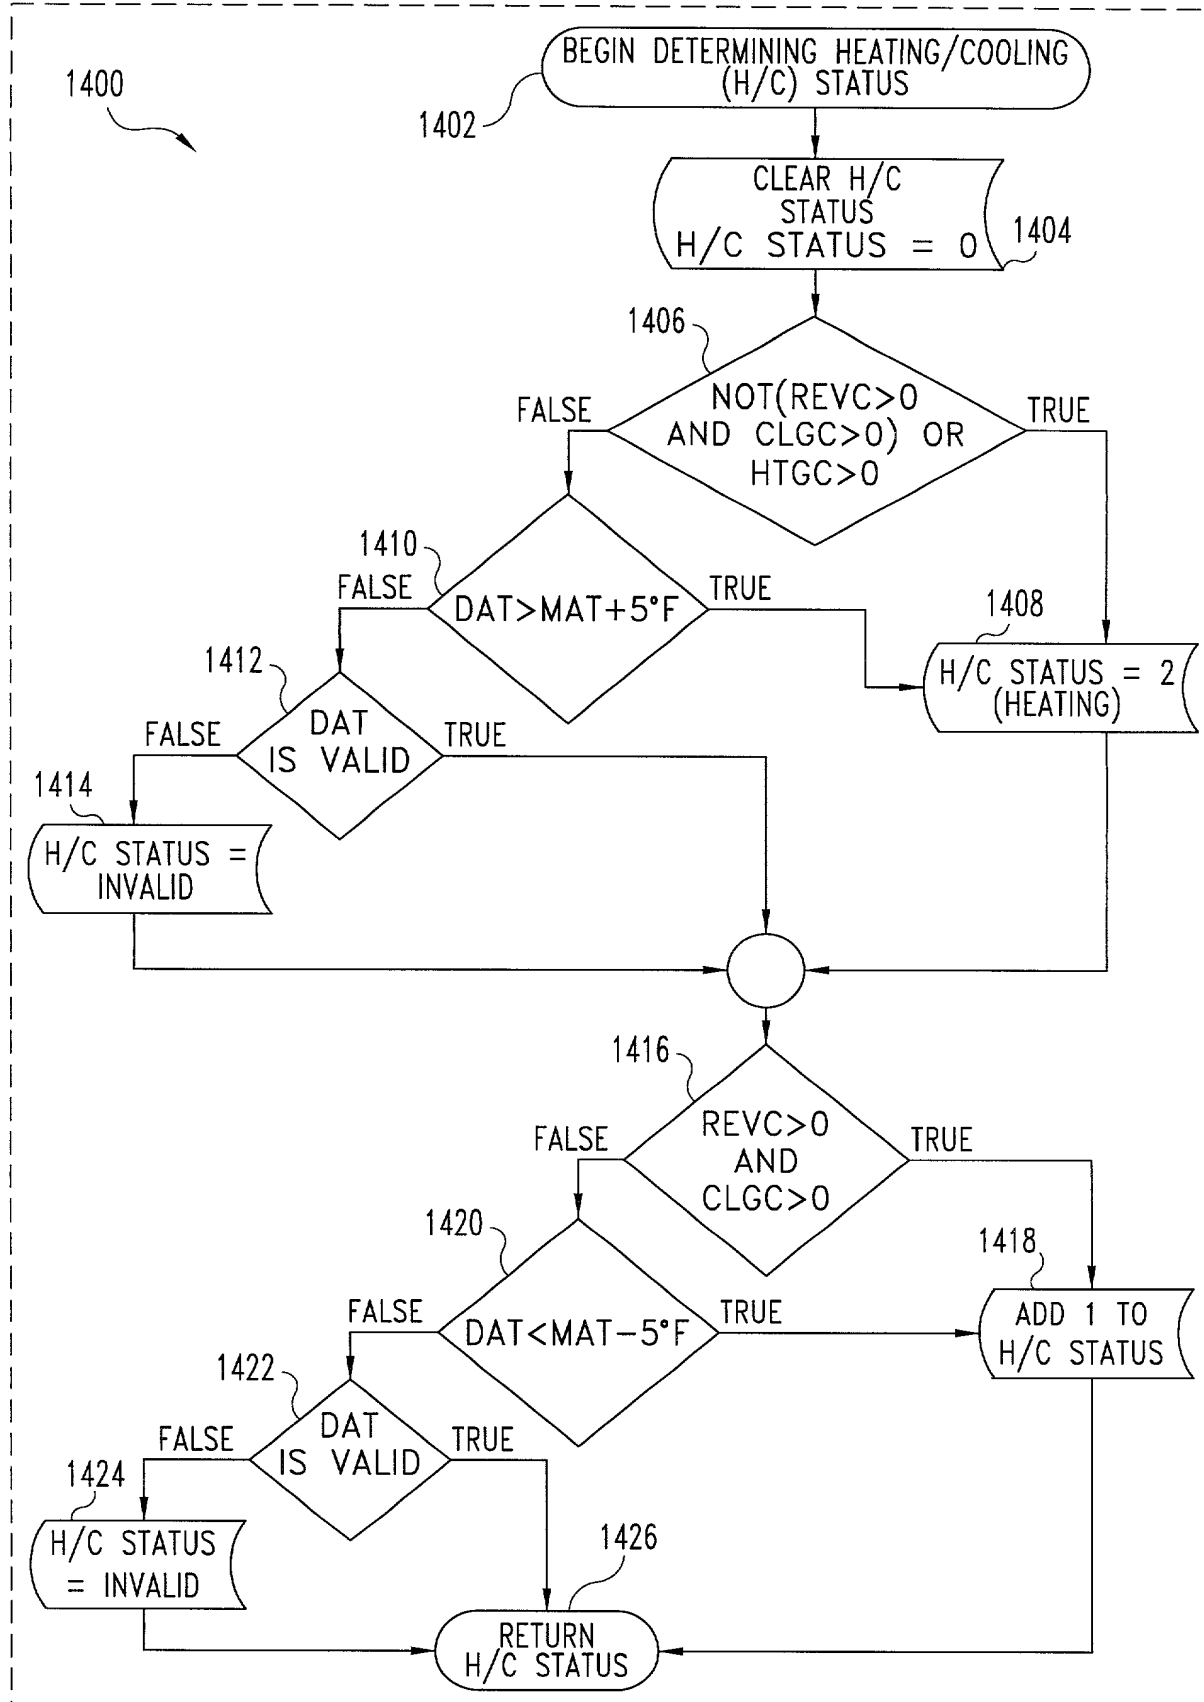 1400
BEGIN DETERMINING HEATING/COOLING
(H/C) STATUS
1402
CLEAR H/C
STATUS
H/C STATUS = 0
1404
1406
NOT(REVC>0
AND CLGC>0) OR
HTGC>0
FALSE
TRUE
1410
DAT>MAT+5°F
FALSE
TRUE
1408
H/C STATUS = 2
(HEATING)
1412
DAT
IS VALID
FALSE
TRUE
1414
H/C STATUS =
INVALID
1416
REVC>0
AND
CLGC>0
FALSE
TRUE
1420
DAT<MAT−5°F
FALSE
TRUE
1418
ADD 1 TO
H/C STATUS
1422
DAT
IS VALID
FALSE
TRUE
1424
H/C STATUS
= INVALID
1426
RETURN
H/C STATUS